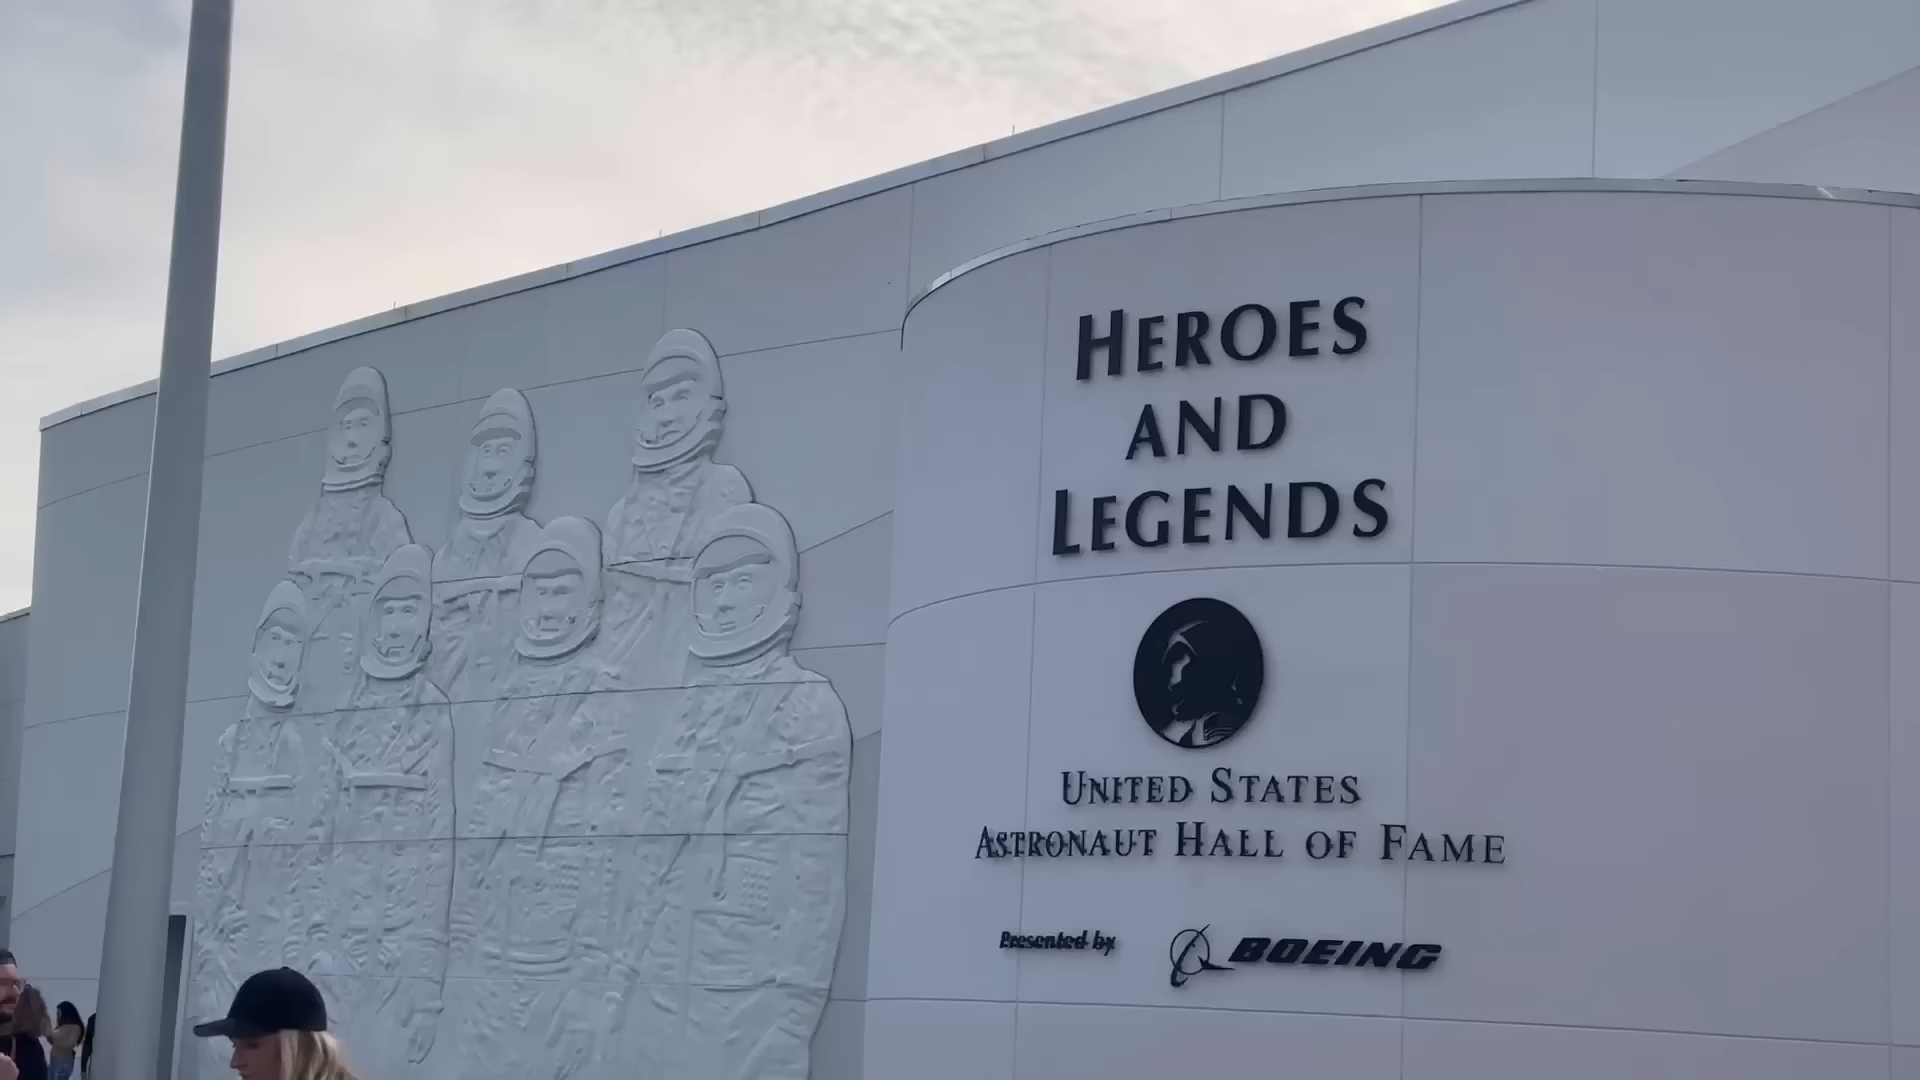 HEROES
AND
LEGENDS
UNITED STATES
ASTRONAUT HALL OF FAME
Presented by BOEING